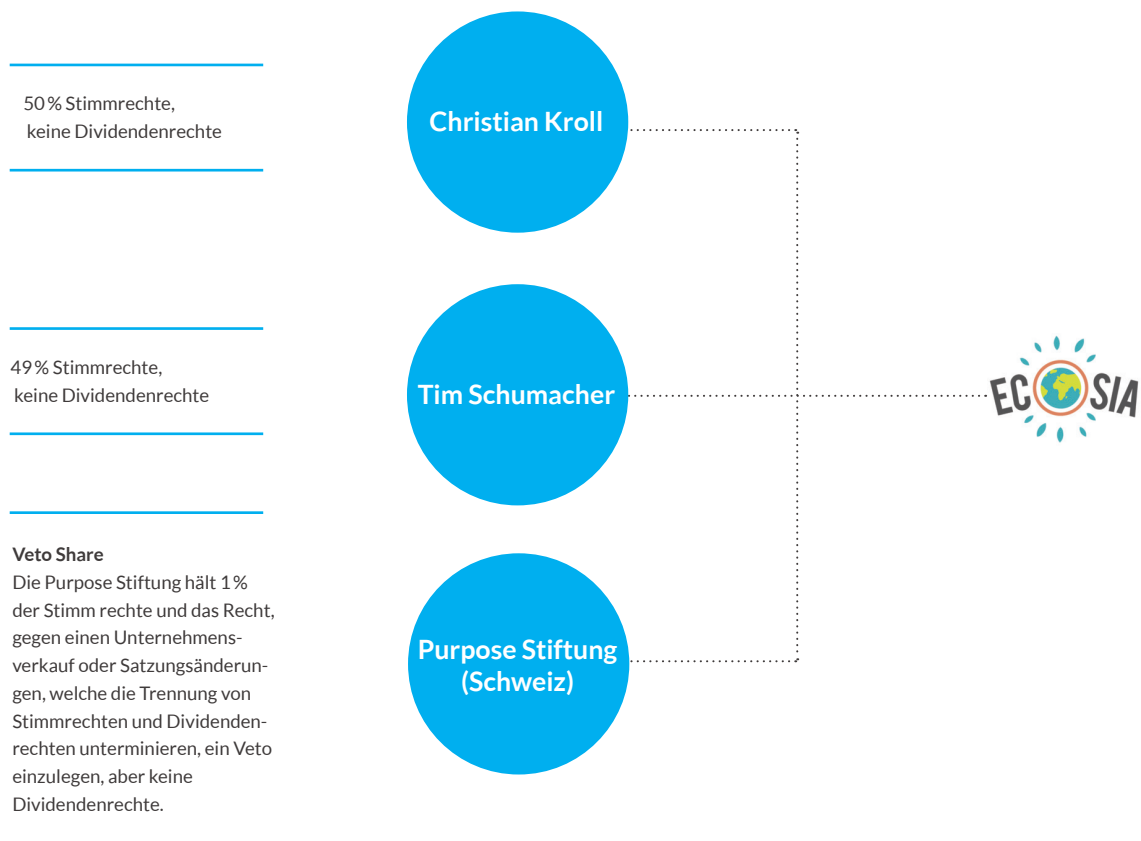 50 % Stimmrechte,
keine Dividendenrechte
Christian Kroll
49 % Stimmrechte,
keine Dividendenrechte
Tim Schumacher
ECOSIA
Veto Share
Die Purpose Stiftung hält 1 %
der Stimm rechte und das Recht,
gegen einen Unternehmens-
verkauf oder Satzungsänderun-
gen, welche die Trennung von
Stimmrechten und Dividenden-
rechten unterminieren, ein Veto
einzulegen, aber keine
Dividendenrechte.
Purpose Stiftung
(Schweiz)